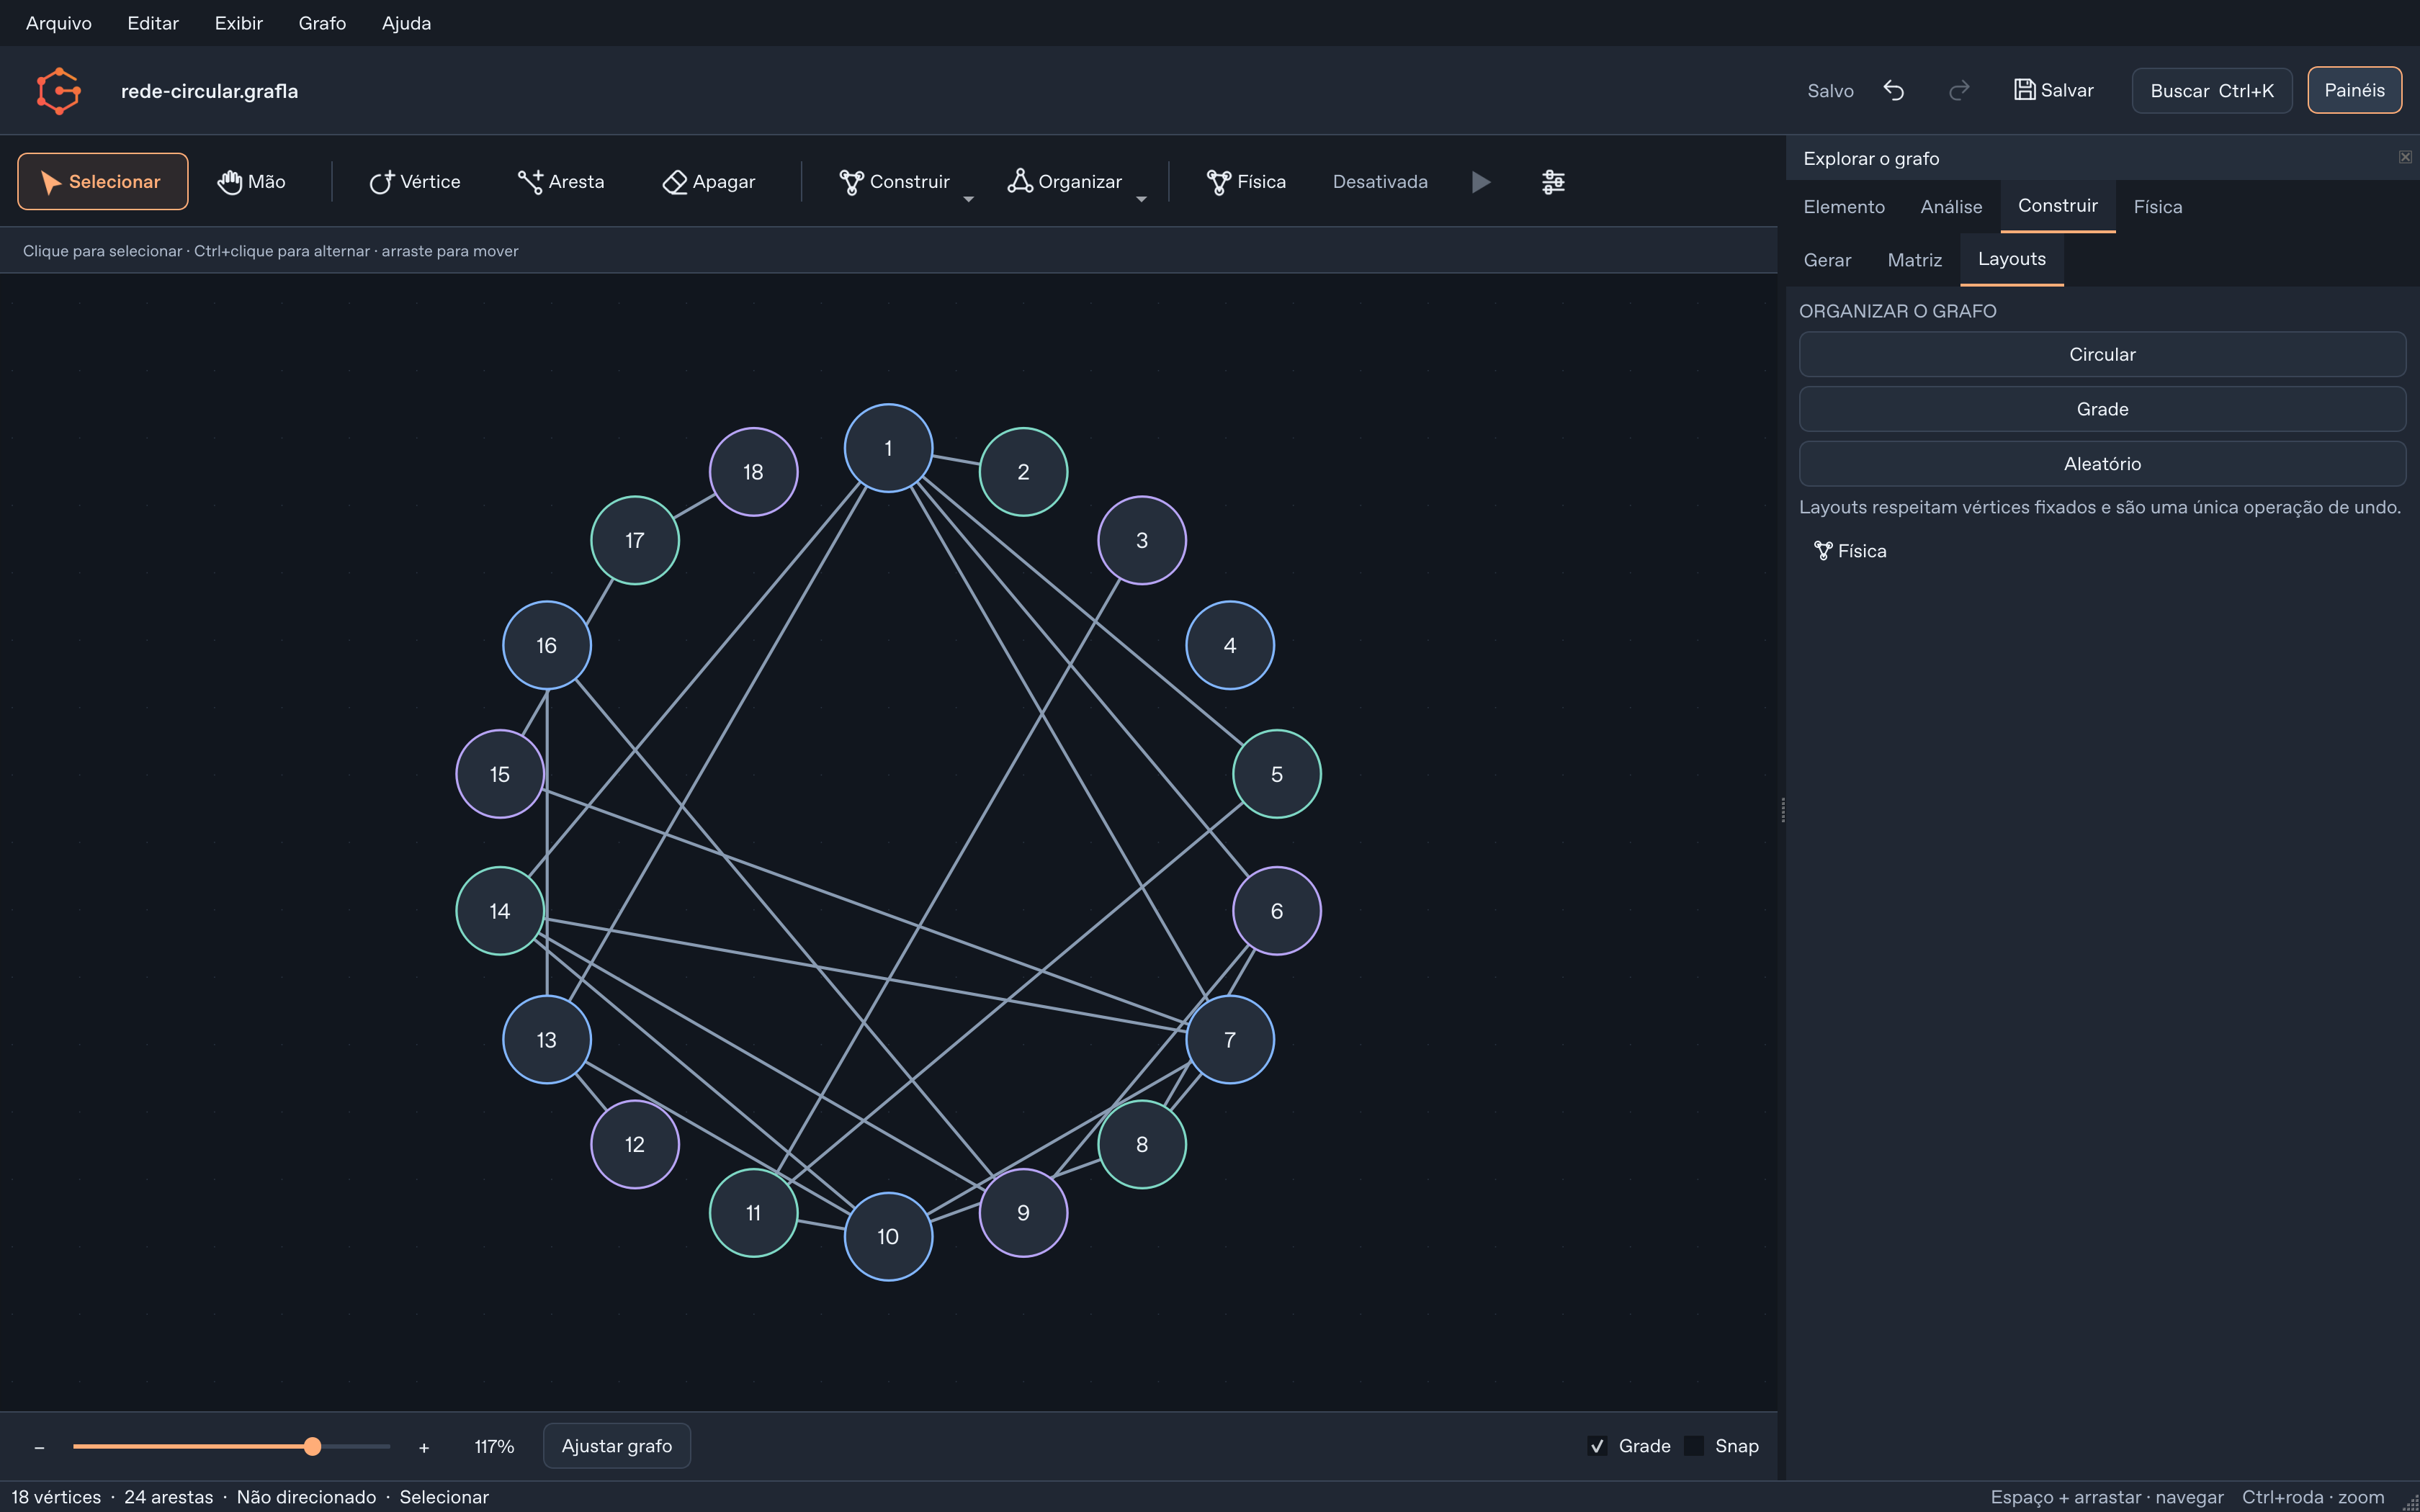 Arquivo Editar Exibir Grafo Ajuda
rede-circular.grafla
Salvo Salvar Buscar Ctrl+K Painéis
Selecionar Mão Vértice Aresta Apagar Construir Organizar Física Desativada
Clique para selecionar · Ctrl+clique para alternar · arraste para mover
Explorar o grafo
Elemento Análise Construir Física
Gerar Matriz Layouts
ORGANIZAR O GRAFO
Circular
Grade
Aleatório
Layouts respeitam vértices fixados e são uma única operação de undo.
Física
1
18
2
17
3
16
4
15
5
14
6
13
7
12
8
11
9
10
− + 117% Ajustar grafo
Grade Snap
18 vértices · 24 arestas · Não direcionado · Selecionar
Espaço + arrastar · navegar Ctrl+roda · zoom